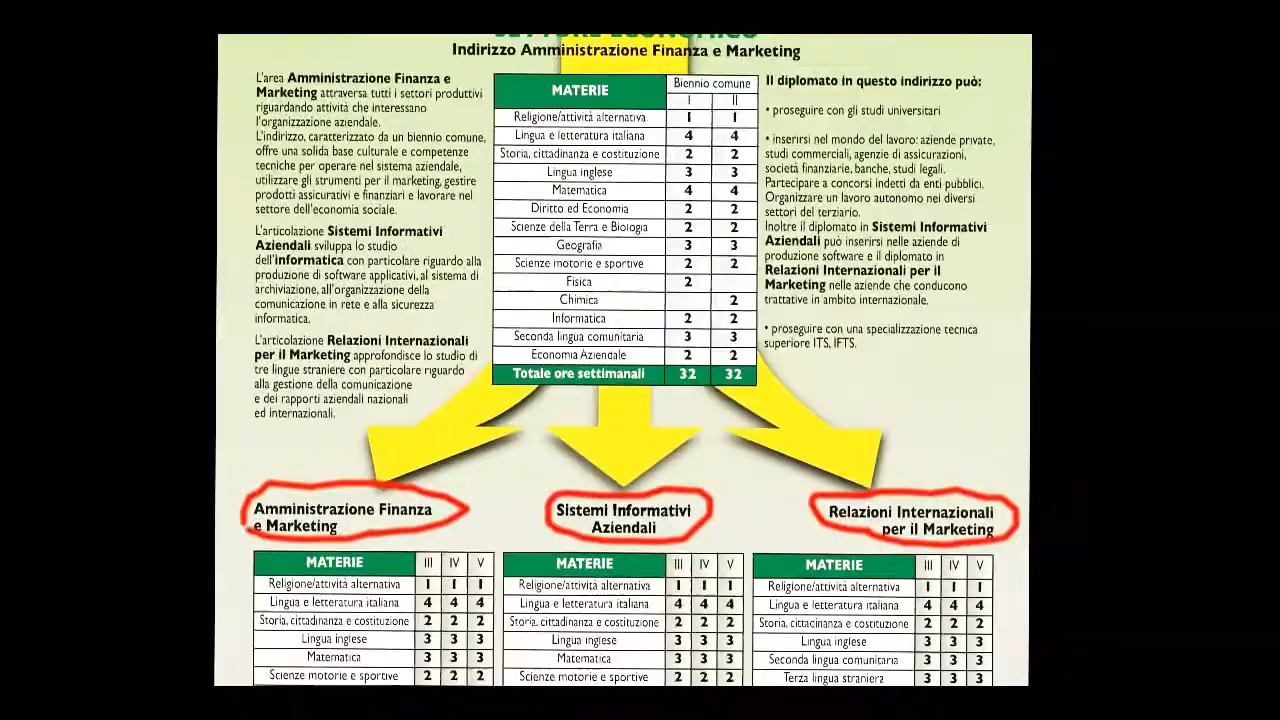 SETTORE ECONOMICO
Indirizzo Amministrazione Finanza e Marketing
L'area Amministrazione Finanza e
Marketing attraversa tutti i settori produttivi
riguardando attività che interessano
l'organizzazione aziendale.
L'indirizzo, caratterizzato da un biennio comune,
offre una solida base culturale e competenze
tecniche per operare nel sistema aziendale,
utilizzare gli strumenti per il marketing, gestire
prodotti assicurativi e finanziari e lavorare nel
settore dell'economia sociale.
L'articolazione Sistemi Informativi
Aziendali sviluppa lo studio
dell'informatica con particolare riguardo alla
produzione di software applicativi, al sistema di
archiviazione, all'organizzazione della
comunicazione in rete e alla sicurezza
informatica.
L'articolazione Relazioni Internazionali
per il Marketing approfondisce lo studio di
tre lingue straniere con particolare riguardo
alla gestione della comunicazione
e dei rapporti aziendali nazionali
ed internazionali.
MATERIE Biennio comune
I II
Religione/attività alternativa 1 1
Lingua e letteratura italiana 4 4
Storia, cittadinanza e costituzione 2 2
Lingua inglese 3 3
Matematica 4 4
Diritto ed Economia 2 2
Scienze della Terra e Biologia 2 2
Geografia 3 3
Scienze motorie e sportive 2 2
Fisica 2
Chimica 2
Informatica 2 2
Seconda lingua comunitaria 3 3
Economia Aziendale 2 2
Totale ore settimanali 32 32
Il diplomato in questo indirizzo può:
• proseguire con gli studi universitari
• inserirsi nel mondo del lavoro: aziende private,
studi commerciali, agenzie di assicurazioni,
società finanziarie, banche, studi legali.
Partecipare a concorsi indetti da enti pubblici.
Organizzare un lavoro autonomo nei diversi
settori del terziario.
Inoltre il diplomato in Sistemi Informativi
Aziendali può inserirsi nelle aziende di
produzione software e il diplomato in
Relazioni Internazionali per il
Marketing nelle aziende che conducono
trattative in ambito internazionale.
• proseguire con una specializzazione tecnica
superiore ITS, IFTS.
Amministrazione Finanza
e Marketing
MATERIE III IV V
Religione/attività alternativa 1 1 1
Lingua e letteratura italiana 4 4 4
Storia, cittadinanza e costituzione 2 2 2
Lingua inglese 3 3 3
Matematica 3 3 3
Scienze motorie e sportive 2 2 2
Sistemi Informativi
Aziendali
MATERIE III IV V
Religione/attività alternativa 1 1 1
Lingua e letteratura italiana 4 4 4
Storia, cittadinanza e costituzione 2 2 2
Lingua inglese 3 3 3
Matematica 3 3 3
Scienze motorie e sportive 2 2 2
Relazioni Internazionali
per il Marketing
MATERIE III IV V
Religione/attività alternativa 1 1 1
Lingua e letteratura italiana 4 4 4
Storia, cittadinanza e costituzione 2 2 2
Lingua inglese 3 3 3
Seconda lingua comunitaria 3 3 3
Terza lingua straniera 3 3 3